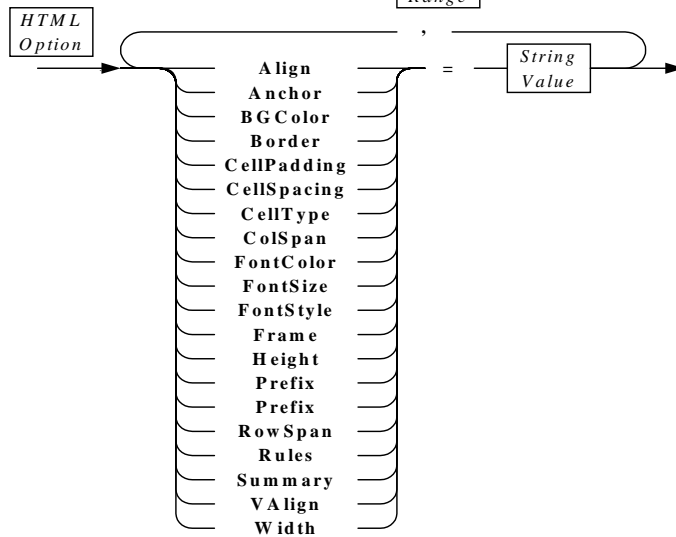 Range
HTML
Option
,
Align = String
Value
Anchor
BGColor
Border
CellPadding
CellSpacing
CellType
ColSpan
FontColor
FontSize
FontStyle
Frame
Height
Prefix
Prefix
RowSpan
Rules
Summary
VAlign
Width